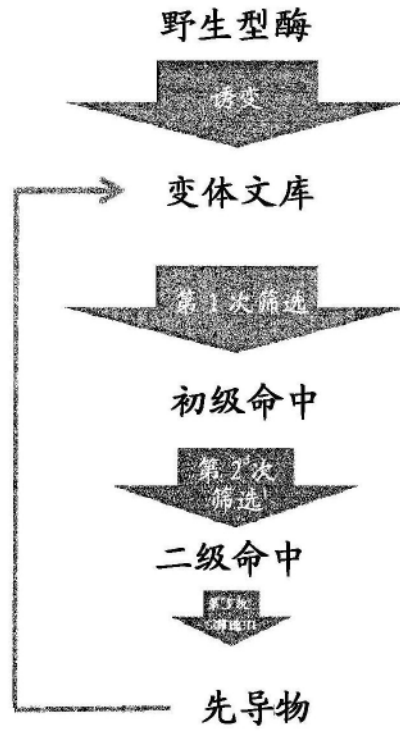 野生型酶
诱变
变体文库
第1次筛选
初级命中
第2次
筛选
二级命中
先导物